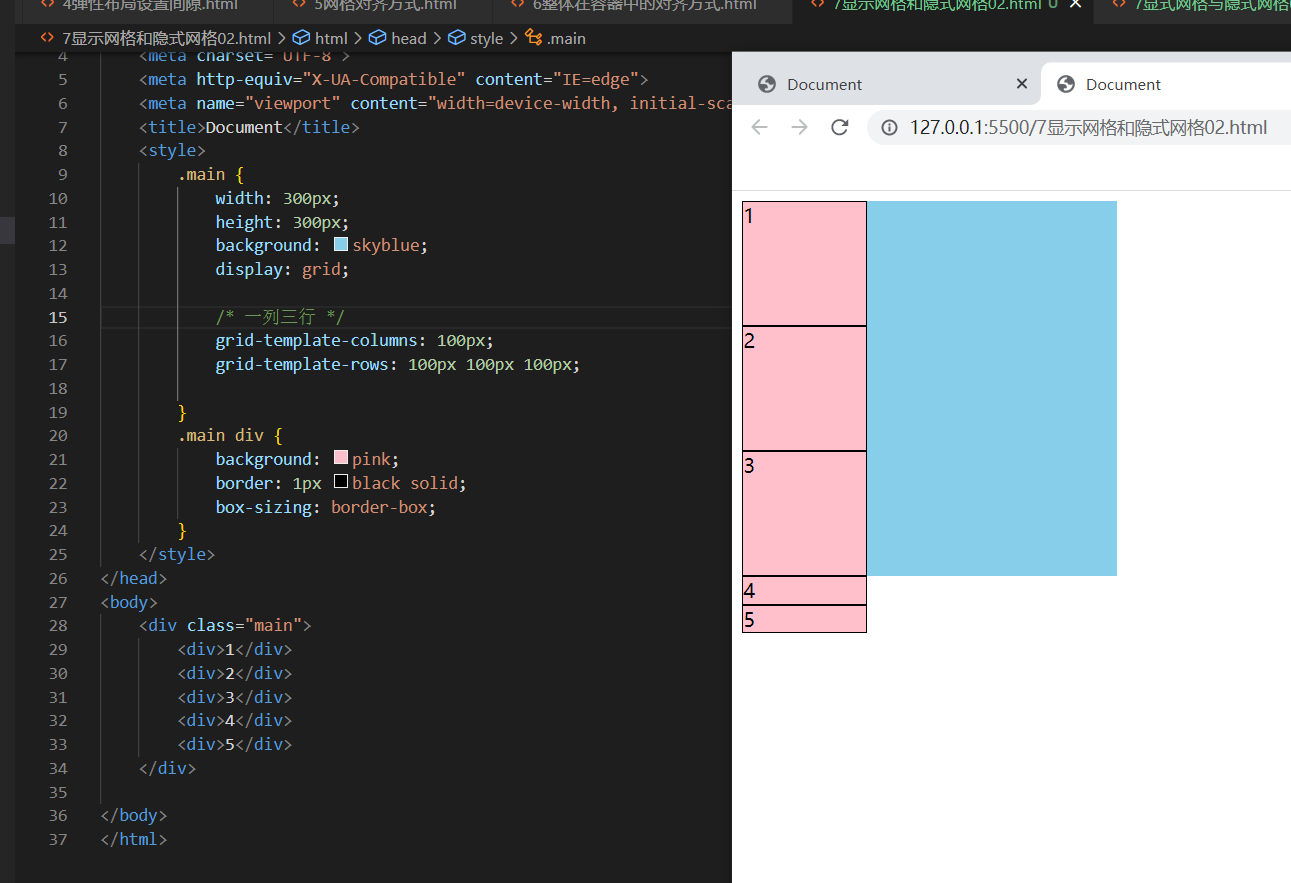 4弹性布局设置间隙.html
5网格对齐方式.html
6整体在容器中的对齐方式.html
7显示网格和隐式网格02.html U
7显式网格与隐式网格
7显示网格和隐式网格02.html > html > head > style > .main
4 <meta charset="UTF-8">
5 <meta http-equiv="X-UA-Compatible" content="IE=edge">
6 <meta name="viewport" content="width=device-width, initial-sca
7 <title>Document</title>
8 <style>
9 .main {
10 width: 300px;
11 height: 300px;
12 background: skyblue;
13 display: grid;
14
15 /* 一列三行 */
16 grid-template-columns: 100px;
17 grid-template-rows: 100px 100px 100px;
18
19 }
20 .main div {
21 background: pink;
22 border: 1px black solid;
23 box-sizing: border-box;
24 }
25 </style>
26 </head>
27 <body>
28 <div class="main">
29 <div>1</div>
30 <div>2</div>
31 <div>3</div>
32 <div>4</div>
33 <div>5</div>
34 </div>
35
36 </body>
37 </html>
Document
Document
127.0.0.1:5500/7显示网格和隐式网格02.html
1
2
3
4
5